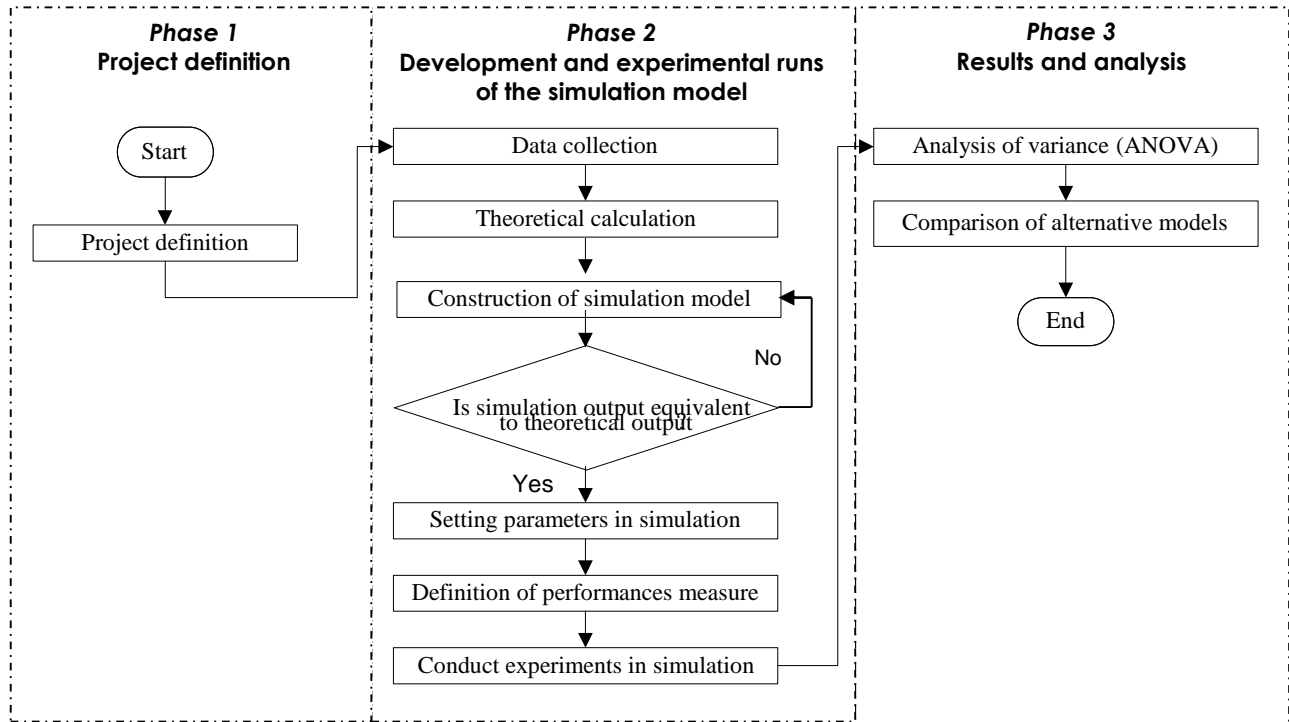 Phase 1
Project definition
Start
Project definition
Phase 2
Development and experimental runs
of the simulation model
Data collection
Theoretical calculation
Construction of simulation model
No
Is simulation output equivalent
to theoretical output?
Yes
Setting parameters in simulation
Definition of performances measure
Conduct experiments in simulation
Phase 3
Results and analysis
Analysis of variance (ANOVA)
Comparison of alternative models
End